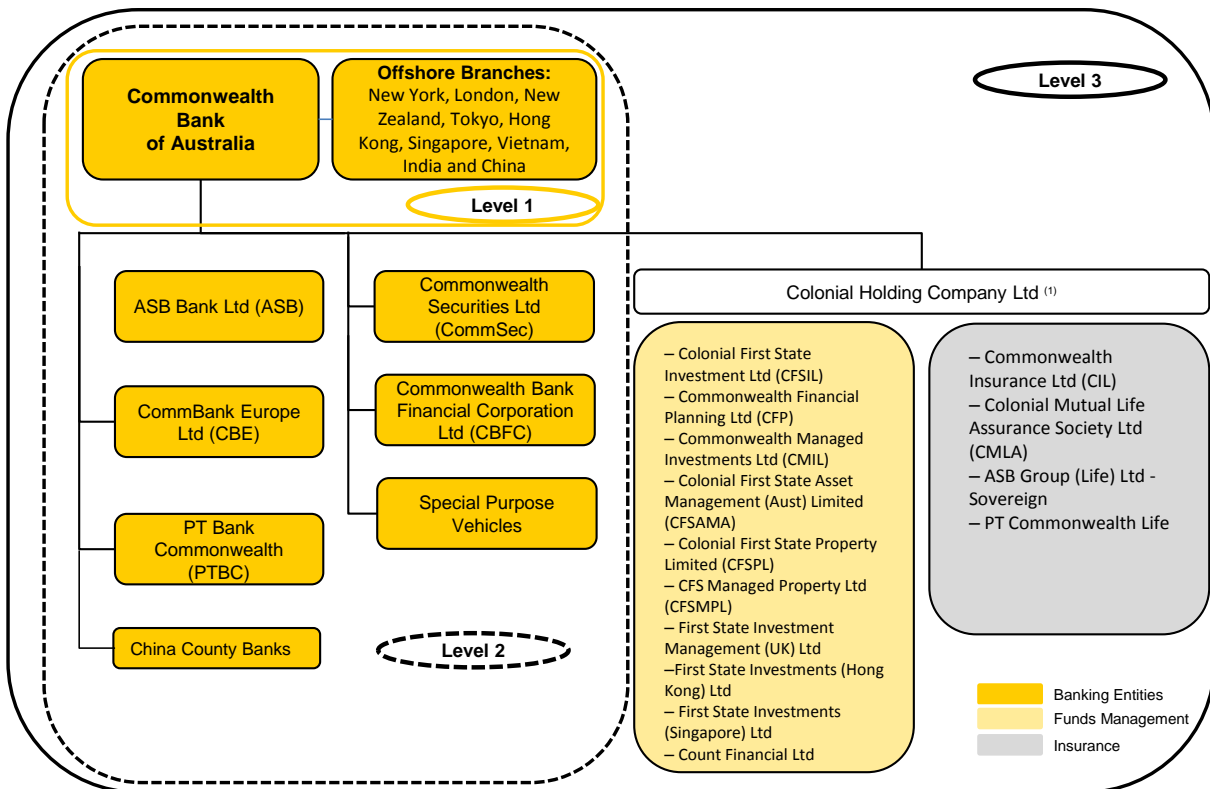 Commonwealth
Bank
of Australia
Offshore Branches:
New York, London, New
Zealand, Tokyo, Hong
Kong, Singapore, Vietnam,
India and China
Level 3
Level 1
ASB Bank Ltd (ASB)
Commonwealth
Securities Ltd
(CommSec)
CommBank Europe
Ltd (CBE)
Commonwealth Bank
Financial Corporation
Ltd (CBFC)
PT Bank
Commonwealth
(PTBC)
Special Purpose
Vehicles
China County Banks
Level 2
Colonial Holding Company Ltd (1)
– Colonial First State
Investment Ltd (CFSIL)
– Commonwealth Financial
Planning Ltd (CFP)
– Commonwealth Managed
Investments Ltd (CMIL)
– Colonial First State Asset
Management (Aust) Limited
(CFSAMA)
– Colonial First State Property
Limited (CFSPL)
– CFS Managed Property Ltd
(CFSMPL)
– First State Investment
Management (UK) Ltd
–First State Investments (Hong
Kong) Ltd
– First State Investments
(Singapore) Ltd
– Count Financial Ltd
– Commonwealth
Insurance Ltd (CIL)
– Colonial Mutual Life
Assurance Society Ltd
(CMLA)
– ASB Group (Life) Ltd -
Sovereign
– PT Commonwealth Life
Banking Entities
Funds Management
Insurance